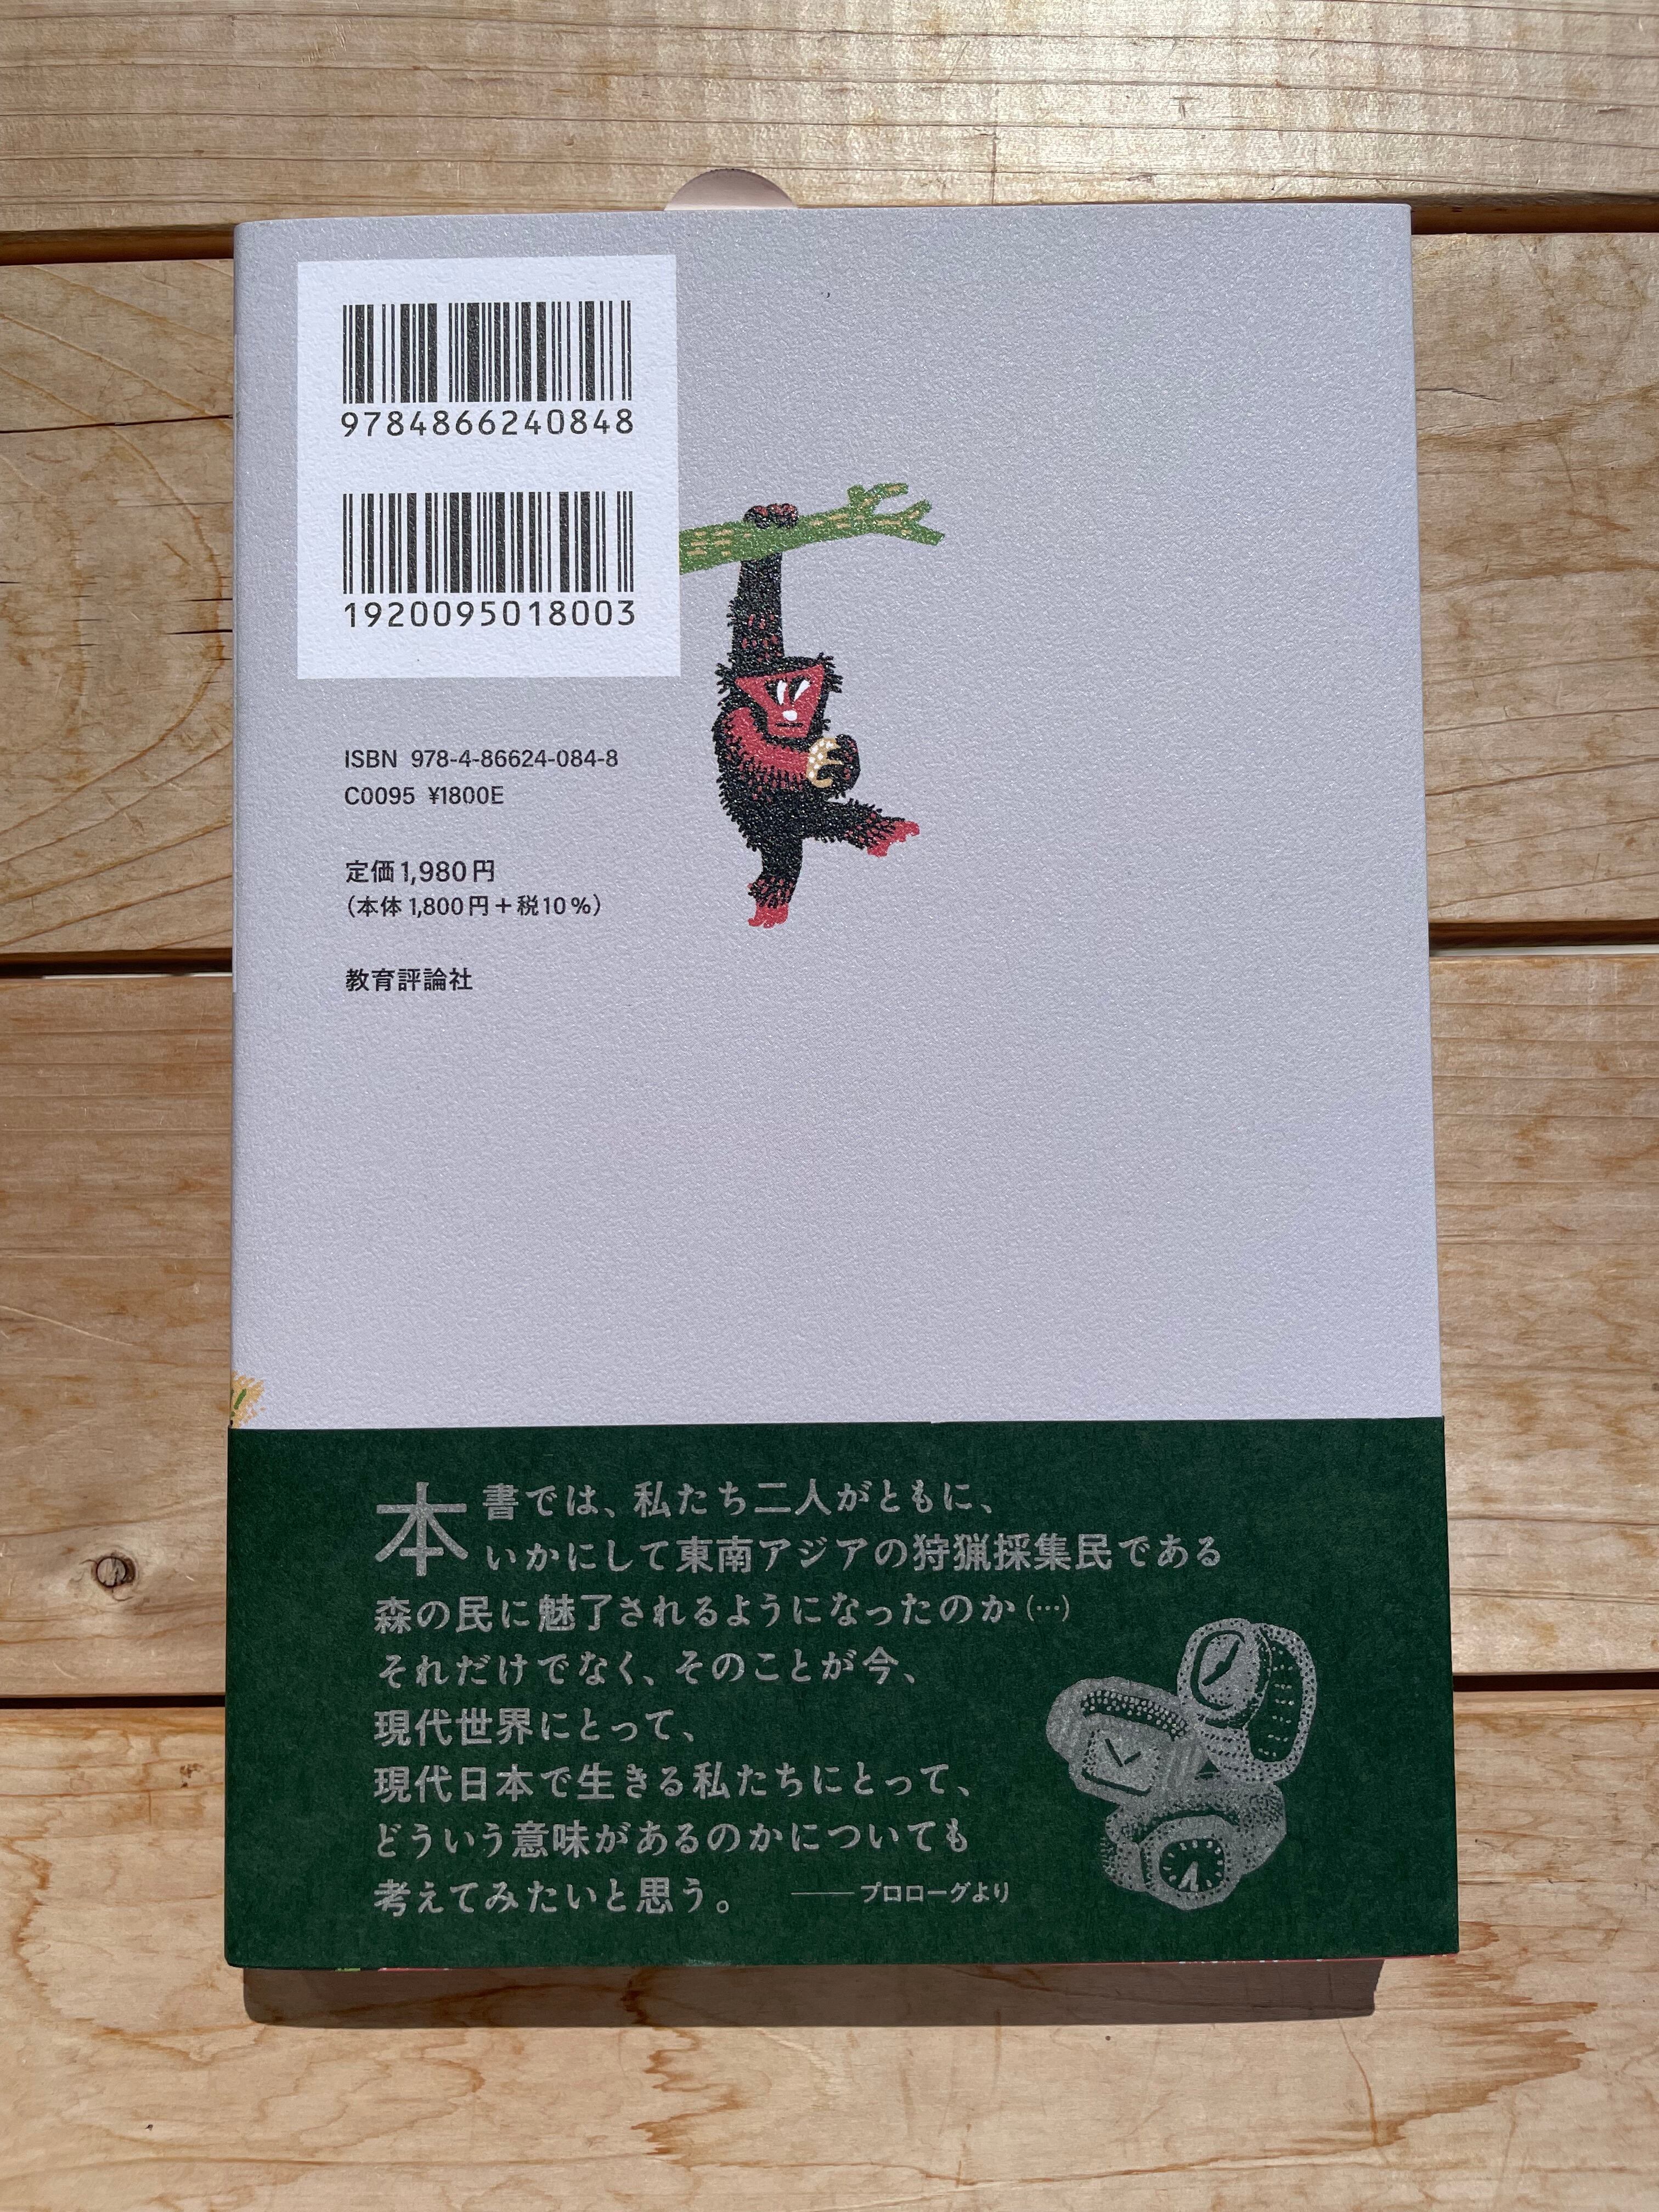 9784866240848
1920095018003
ISBN 978-4-86624-084-8
C0095 ¥1800E
定価1,980円
（本体1,800円＋税10%）
教育評論社
本書では、私たち二人がともに、
いかにして東南アジアの狩猟採集民である
森の民に魅了されるようになったのか（…）
それだけでなく、そのことが今、
現代世界にとって、
現代日本で生きる私たちにとって、
どういう意味があるのかについても
考えてみたいと思う。 ——プロローグより